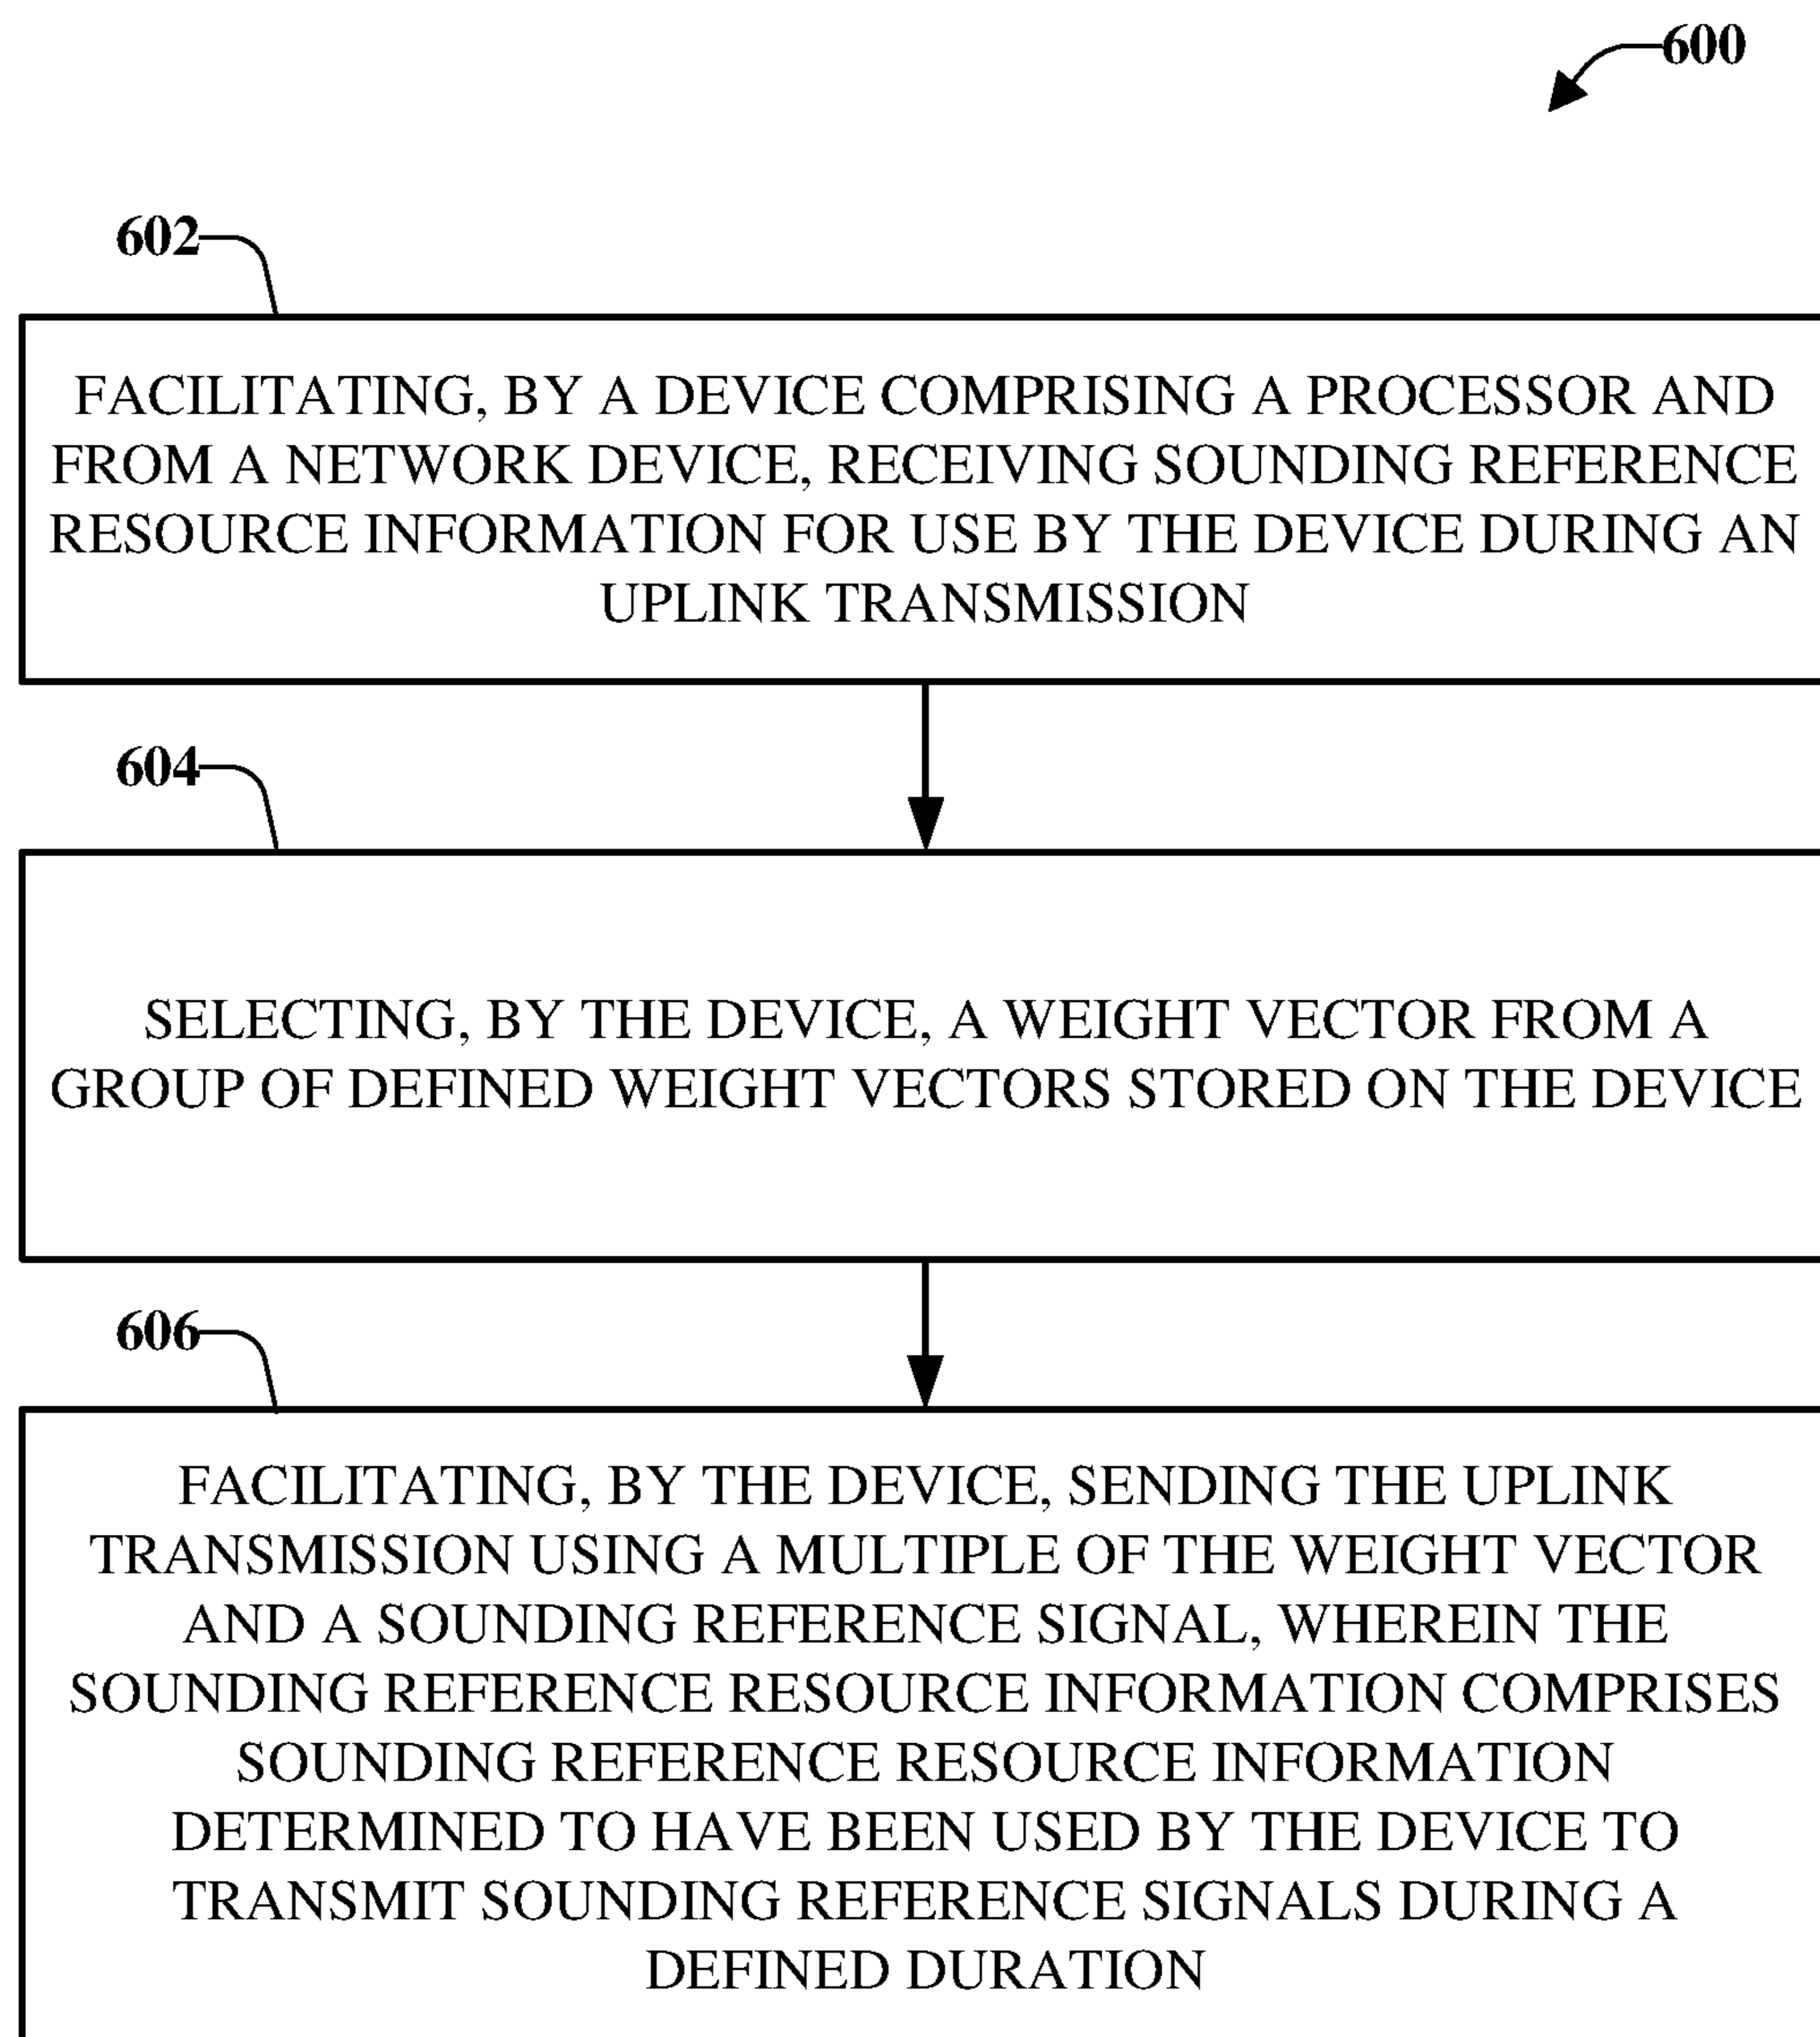 600
602
FACILITATING, BY A DEVICE COMPRISING A PROCESSOR AND
FROM A NETWORK DEVICE, RECEIVING SOUNDING REFERENCE
RESOURCE INFORMATION FOR USE BY THE DEVICE DURING AN
UPLINK TRANSMISSION
604
SELECTING, BY THE DEVICE, A WEIGHT VECTOR FROM A
GROUP OF DEFINED WEIGHT VECTORS STORED ON THE DEVICE
606
FACILITATING, BY THE DEVICE, SENDING THE UPLINK
TRANSMISSION USING A MULTIPLE OF THE WEIGHT VECTOR
AND A SOUNDING REFERENCE SIGNAL, WHEREIN THE
SOUNDING REFERENCE RESOURCE INFORMATION COMPRISES
SOUNDING REFERENCE RESOURCE INFORMATION
DETERMINED TO HAVE BEEN USED BY THE DEVICE TO
TRANSMIT SOUNDING REFERENCE SIGNALS DURING A
DEFINED DURATION